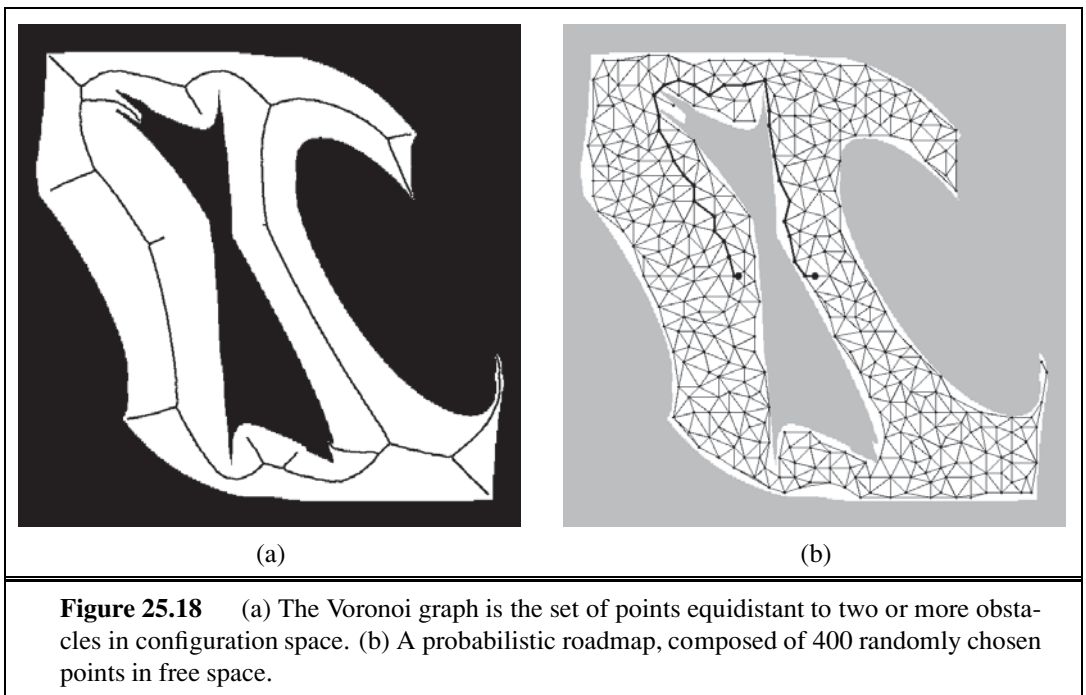 (a)
(b)
Figure 25.18 (a) The Voronoi graph is the set of points equidistant to two or more obsta-
cles in configuration space. (b) A probabilistic roadmap, composed of 400 randomly chosen
points in free space.